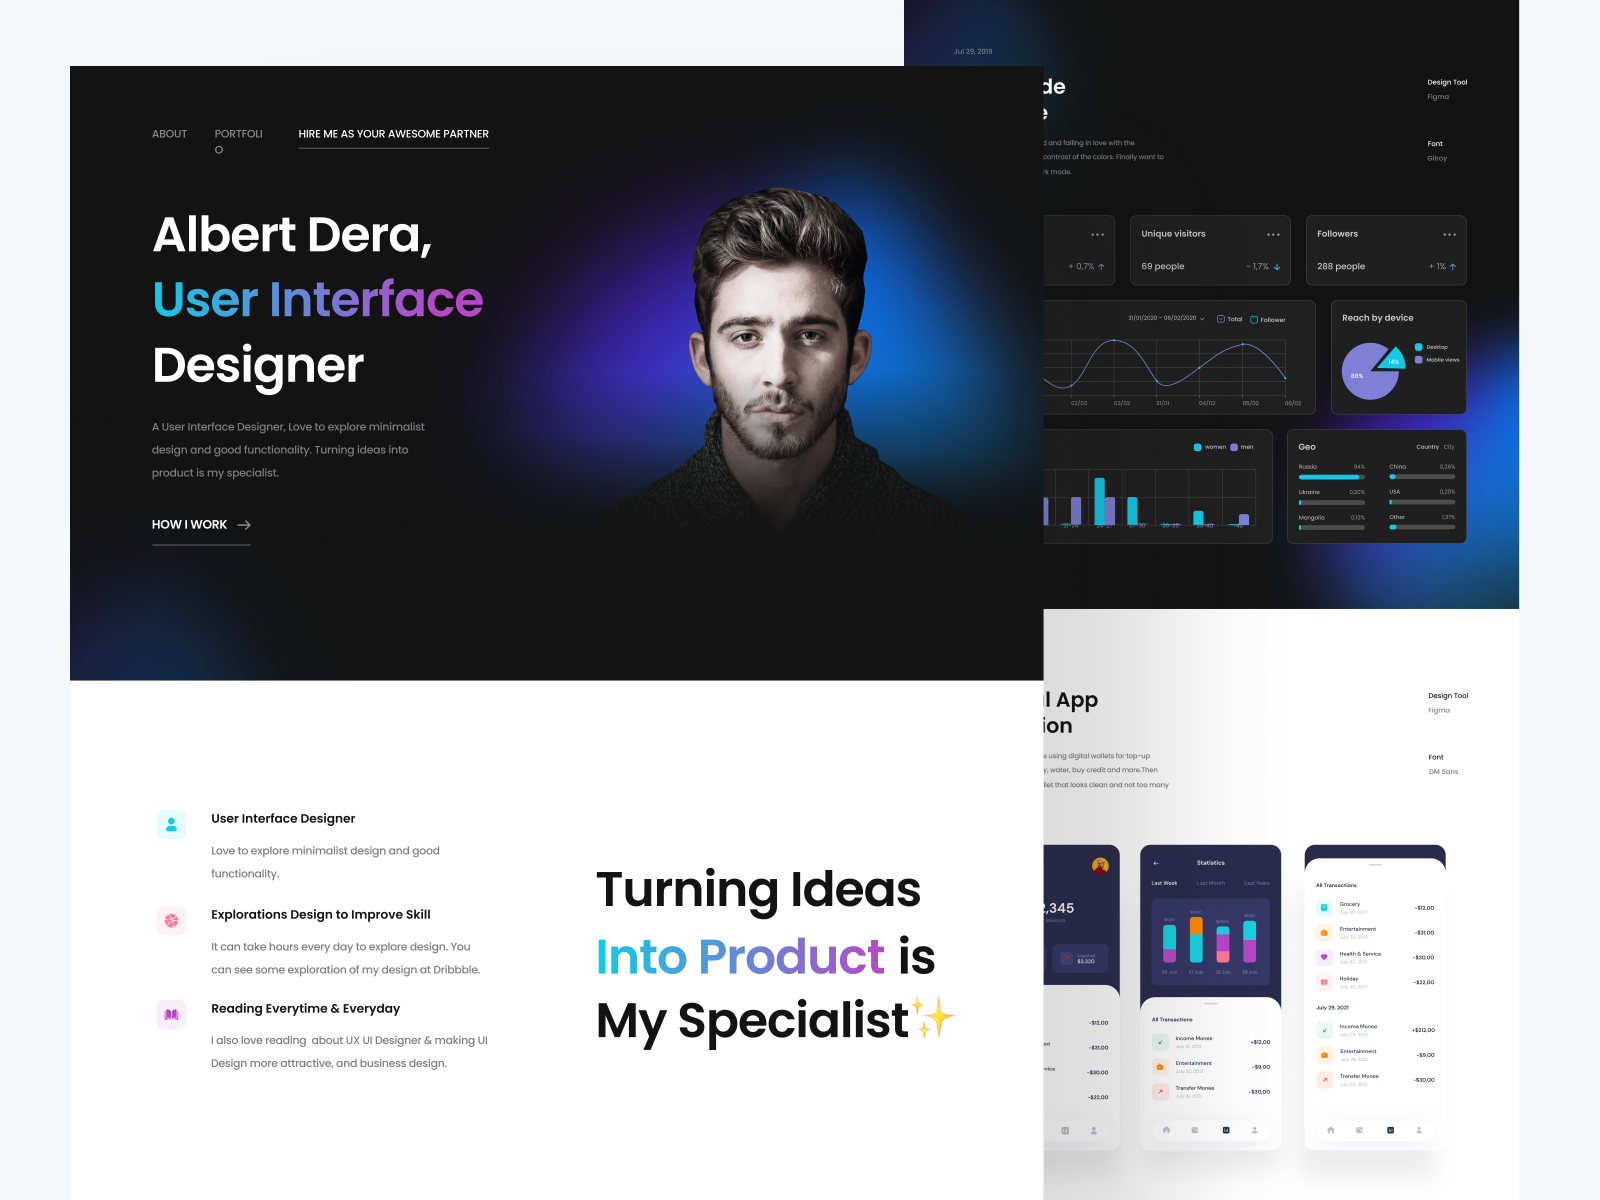 ABOUT
PORTFOLI
O
HIRE ME AS YOUR AWESOME PARTNER
Albert Dera,
User Interface
Designer
A User Interface Designer, Love to explore minimalist
design and good functionality. Turning ideas into
product is my specialist.
HOW I WORK
User Interface Designer
Love to explore minimalist design and good
functionality.
Explorations Design to Improve Skill
It can take hours every day to explore design. You
can see some exploration of my design at Dribbble.
Reading Everytime & Everyday
I also love reading  about UX UI Designer & making UI
Design more attractive, and business design.
Turning Ideas
Into Product is
My Specialist✨
Jul 29, 2019
de
e
d and falling in love with the
contrast of the colors. Finally want to
rk mode.
Design Tool
Figma
Font
Gilroy
+ 0,7%
Unique visitors
69 people
- 1,7%
Followers
288 people
+ 1%
31/01/2020 - 06/02/2020
Total
Follower
02/02
03/02
31/01
04/02
05/02
06/02
Reach by device
86%
14%
Desktop
Mobile views
women
men
Geo
Country
City
Russia
94%
China
0,26%
Ukraine
0,20%
USA
0,20%
Mongolia
0,13%
Other
1,37%
l App
ion
e using digital wallets for top-up
y, water, buy credit and more.Then
llet that looks clean and not too many
Design Tool
Figma
Font
DM Sans
2,345
Balance
$3,320
-$12,00
-$31,00
-$30,00
-$22,00
Statistics
Last Week
Last Month
Last Years
26 July
27 July
28 July
29 July
All Transactions
Income Monee
+$12,00
Entertainment
-$9,00
Transfer Monee
-$30,00
All Transactions
Grocery
-$12,00
Entertainment
-$31,00
Health & Service
-$30,00
Holiday
-$22,00
July 29. 2021
Income Monee
+$212,00
Entertainment
-$9,00
Transfer Monee
-$30,00